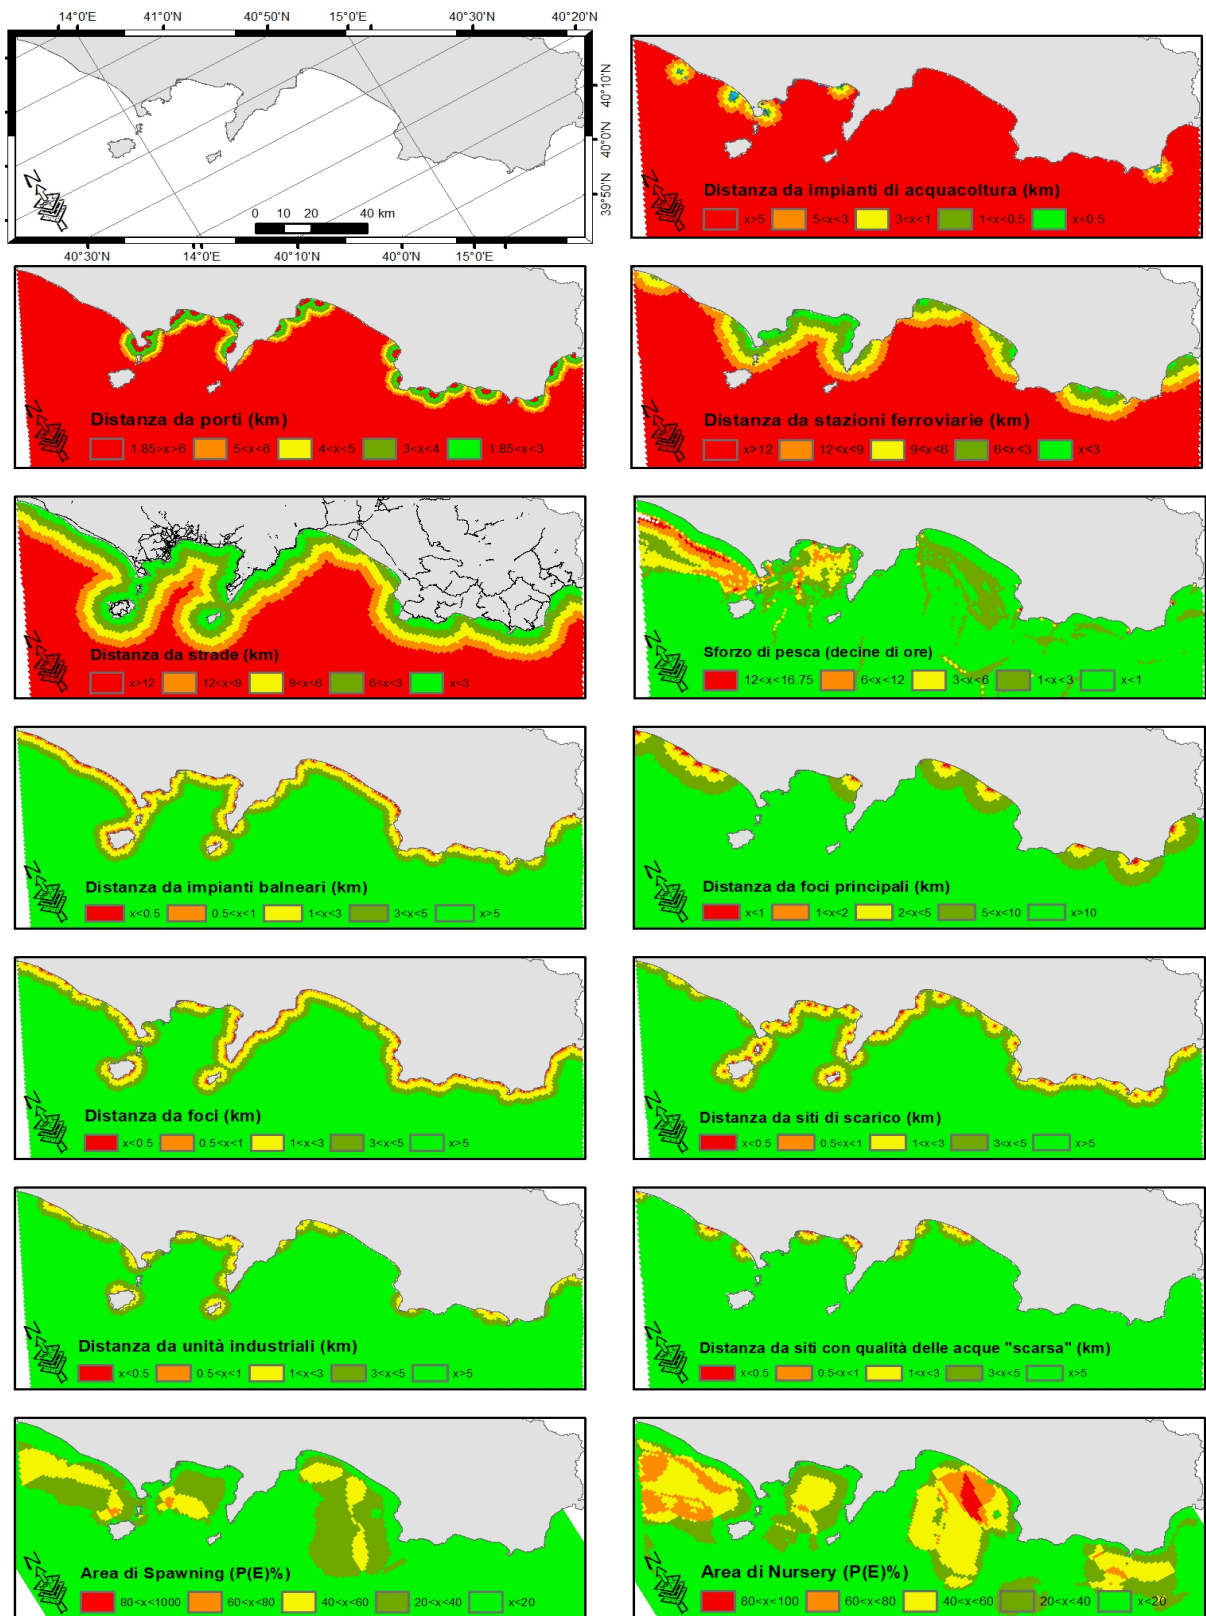 14°0'E 41°0'N 40°50'N 15°0'E 40°30'N 40°20'N
40°10'N
40°0'N
39°50'N
N
0 10 20 40 km
40°30'N 14°0'E 40°10'N 40°0'N 15°0'E
Distanza da impianti di acquacoltura (km)
x>5 5<x<3 3<x<1 1<x<0.5 x<0.5
N
Distanza da porti (km)
1.85>x>6 5<x<6 4<x<5 3<x<4 1.85<x<3
N
Distanza da stazioni ferroviarie (km)
x>12 12<x<9 9<x<6 6<x<3 x<3
N
Distanza da strade (km)
x>12 12<x<9 9<x<6 6<x<3 x<3
N
Sforzo di pesca (decine di ore)
12<x<16.75 6<x<12 3<x<6 1<x<3 x<1
N
Distanza da impianti balneari (km)
x<0.5 0.5<x<1 1<x<3 3<x<5 x>5
N
Distanza da foci principali (km)
x<1 1<x<2 2<x<5 5<x<10 x>10
N
Distanza da foci (km)
x<0.5 0.5<x<1 1<x<3 3<x<5 x>5
N
Distanza da siti di scarico (km)
x<0.5 0.5<x<1 1<x<3 3<x<5 x>5
N
Distanza da unità industriali (km)
x<0.5 0.5<x<1 1<x<3 3<x<5 x>5
N
Distanza da siti con qualità delle acque "scarsa" (km)
x<0.5 0.5<x<1 1<x<3 3<x<5 x>5
N
Area di Spawning (P(E)%)
80<x<1000 60<x<80 40<x<60 20<x<40 x<20
N
Area di Nursery (P(E)%)
80<x<100 60<x<80 40<x<60 20<x<40 x<20
N